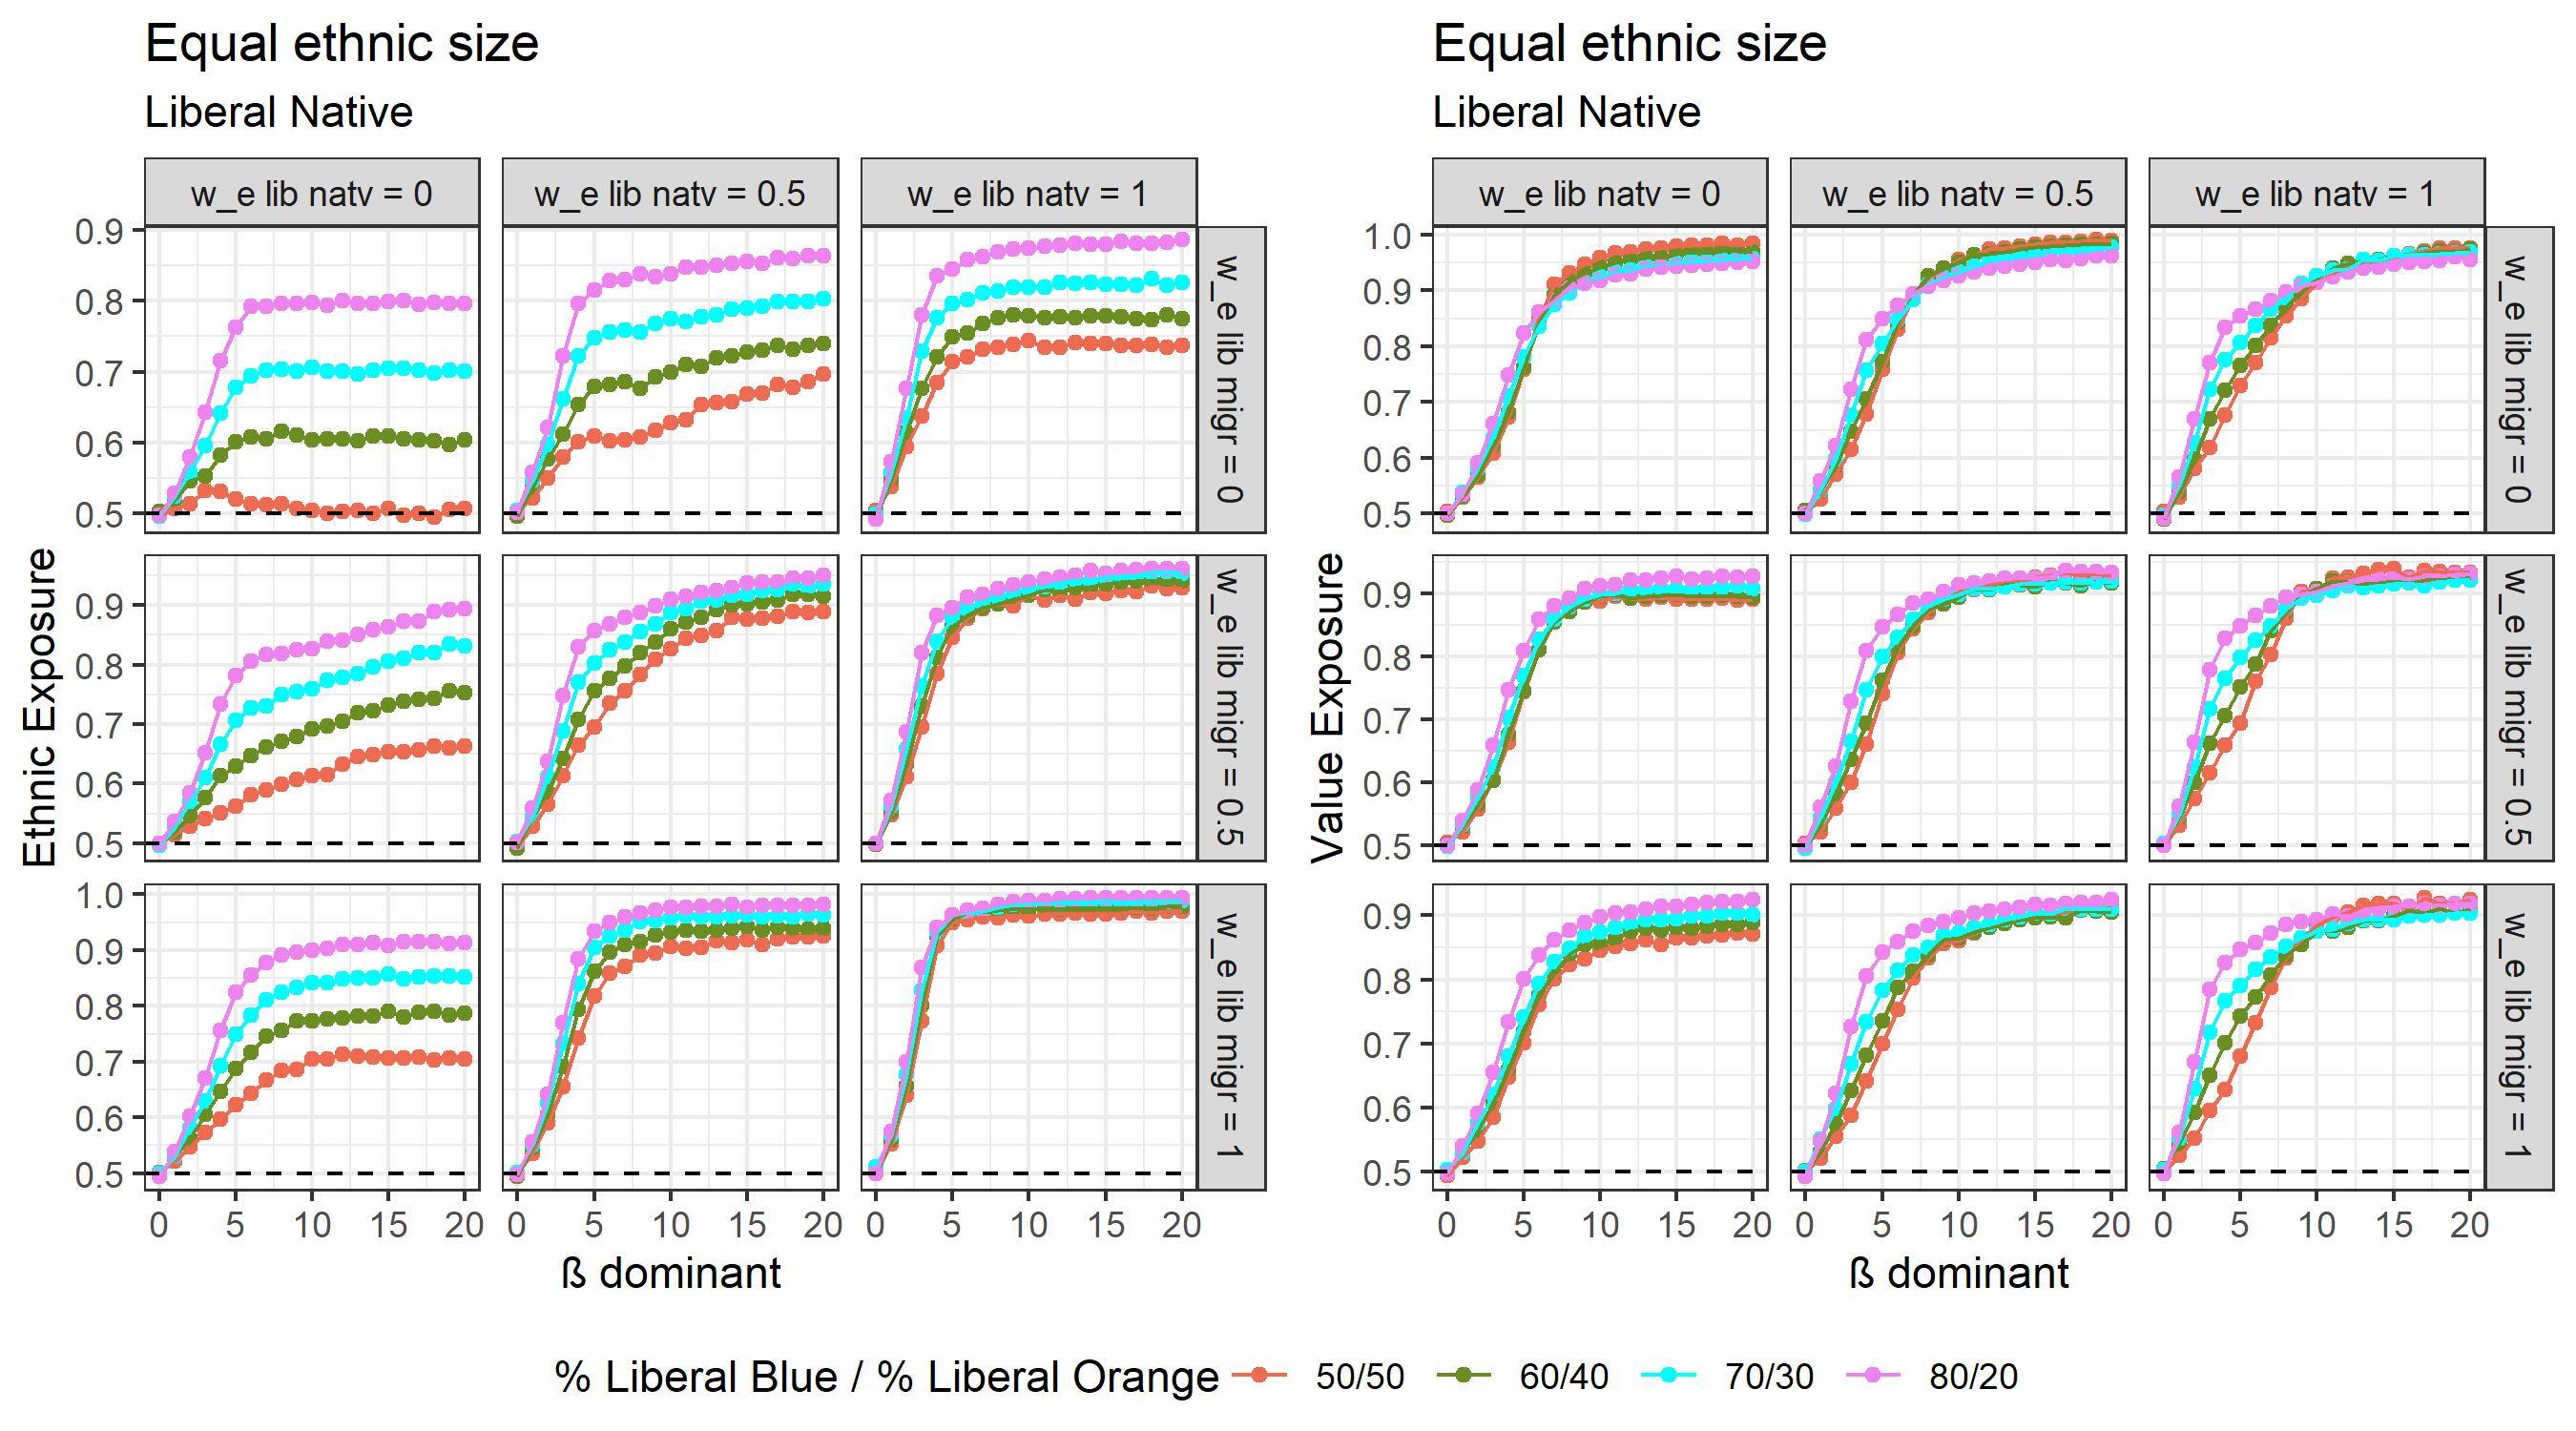 Equal ethnic size
Liberal Native
w_e lib natv = 0
w_e lib natv = 0.5
w_e lib natv = 1
w_e lib migr = 0
w_e lib migr = 0.5
w_e lib migr = 1
Ethnic Exposure
0.9
0.8
0.7
0.6
0.5
0.9
0.8
0.7
0.6
0.5
1.0
0.9
0.8
0.7
0.6
0.5
0 5 10 15 20
0 5 10 15 20
0 5 10 15 20
ß dominant
Equal ethnic size
Liberal Native
w_e lib natv = 0
w_e lib natv = 0.5
w_e lib natv = 1
w_e lib migr = 0
w_e lib migr = 0.5
w_e lib migr = 1
Value Exposure
1.0
0.9
0.8
0.7
0.6
0.5
0.9
0.8
0.7
0.6
0.5
0.9
0.8
0.7
0.6
0.5
0 5 10 15 20
0 5 10 15 20
0 5 10 15 20
ß dominant
% Liberal Blue / % Liberal Orange 50/50 60/40 70/30 80/20